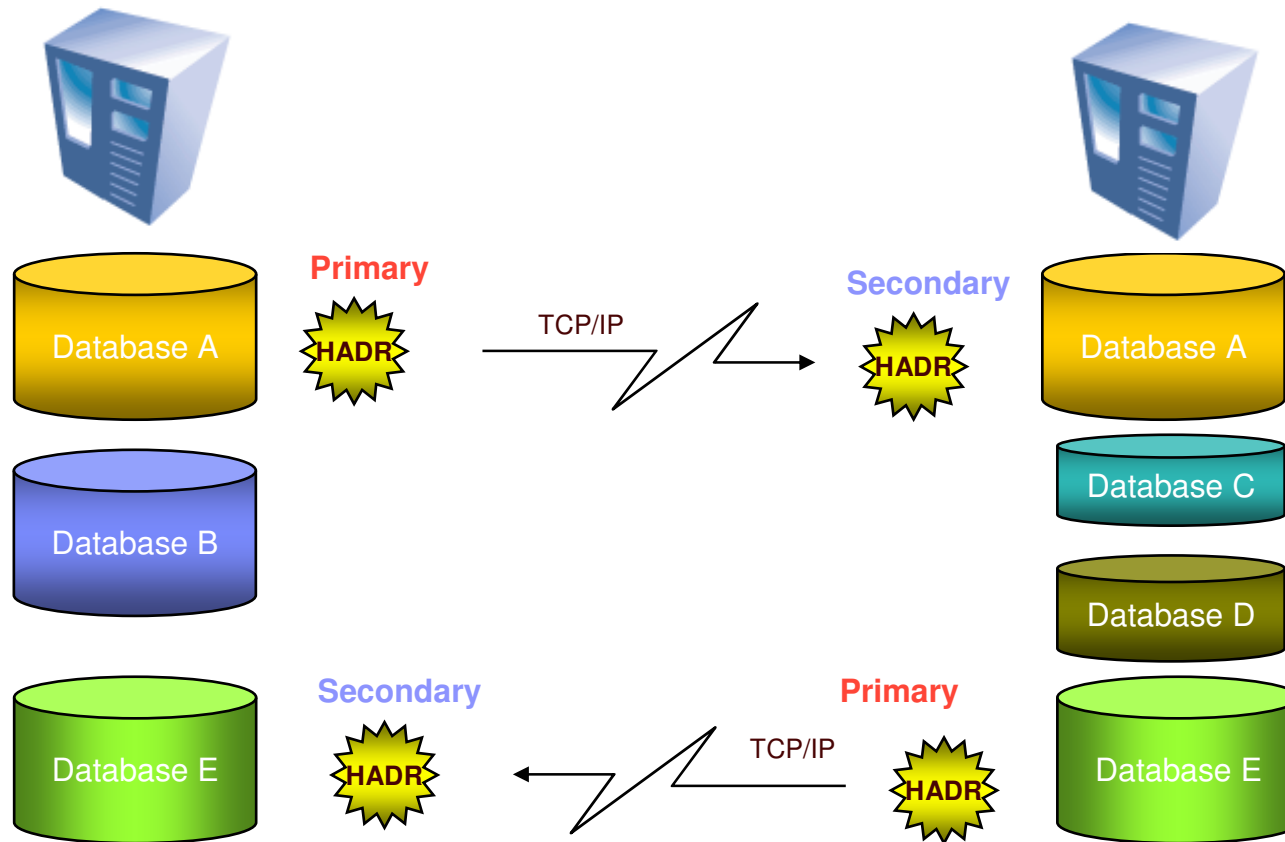 Primary
Secondary
Database A
HADR
TCP/IP
HADR
Database A
Database B
Database C
Database D
Secondary
Primary
Database E
HADR
TCP/IP
HADR
Database E